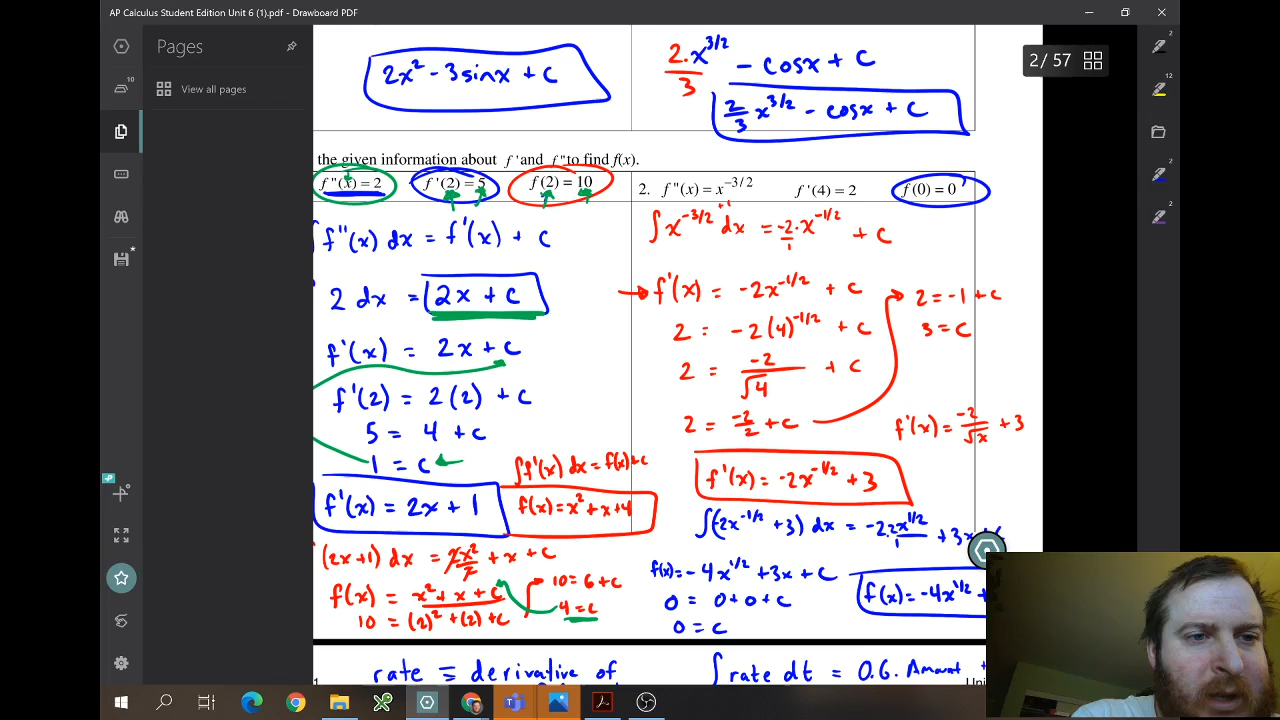 AP Calculus Student Edition Unit 6 (1).pdf - Drawboard PDF
Pages
View all pages
2 / 57
2x² - 3sinx + C
2·x^3/2 - cosx + C
3
2/3 x^3/2 - cosx + C
the given information about f ' and f '' to find f(x).
f ''(x) = 2 f '(2) = 5 f(2) = 10
∫f''(x) dx = f'(x) + C
2 dx = 2x + C
f'(x) = 2x + C
f'(2) = 2(2) + C
5 = 4 + C
1 = C
f'(x) = 2x + 1
∫f'(x) dx = f(x) + C
f(x) = x² + x + 4
(2x+1) dx = 2x²/2 + x + C
f(x) = x² + x + C
10 = (2)² + (2) + C
10 = 6 + C
4 = C
2. f ''(x) = x^-3/2 f '(4) = 2 f(0) = 0
∫x^-3/2 +1 dx = -2/1 · x^-1/2 + C
f'(x) = -2x^-1/2 + C
2 = -2(4)^-1/2 + C
2 = -2/√4 + C
2 = -2/2 + C
2 = -1 + C
3 = C
f'(x) = -2/√x + 3
f'(x) = -2x^-1/2 + 3
∫(-2x^-1/2 + 3) dx = -2·2x^1/2/1 + 3x
f(x) = -4x^1/2 + 3x + C
0 = 0 + 0 + C
0 = C
f(x) = -4x^1/2
rate = derivative of
∫rate dt = 0.6. Amount